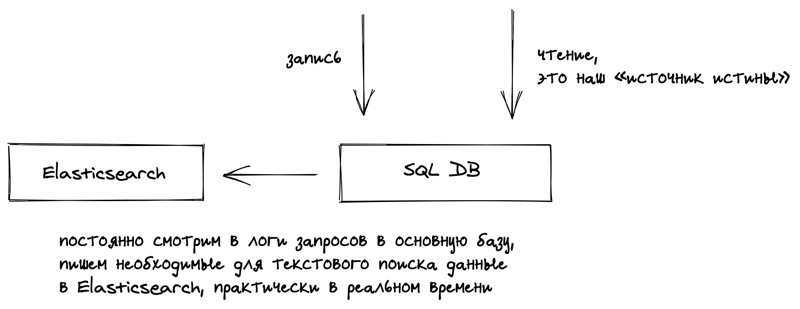 запись
чтение,
это наш «источник истины»
Elasticsearch
SQL DB
постоянно смотрим в логи запросов в основную базу,
пишем необходимые для текстового поиска данные
в Elasticsearch, практически в реальном времени